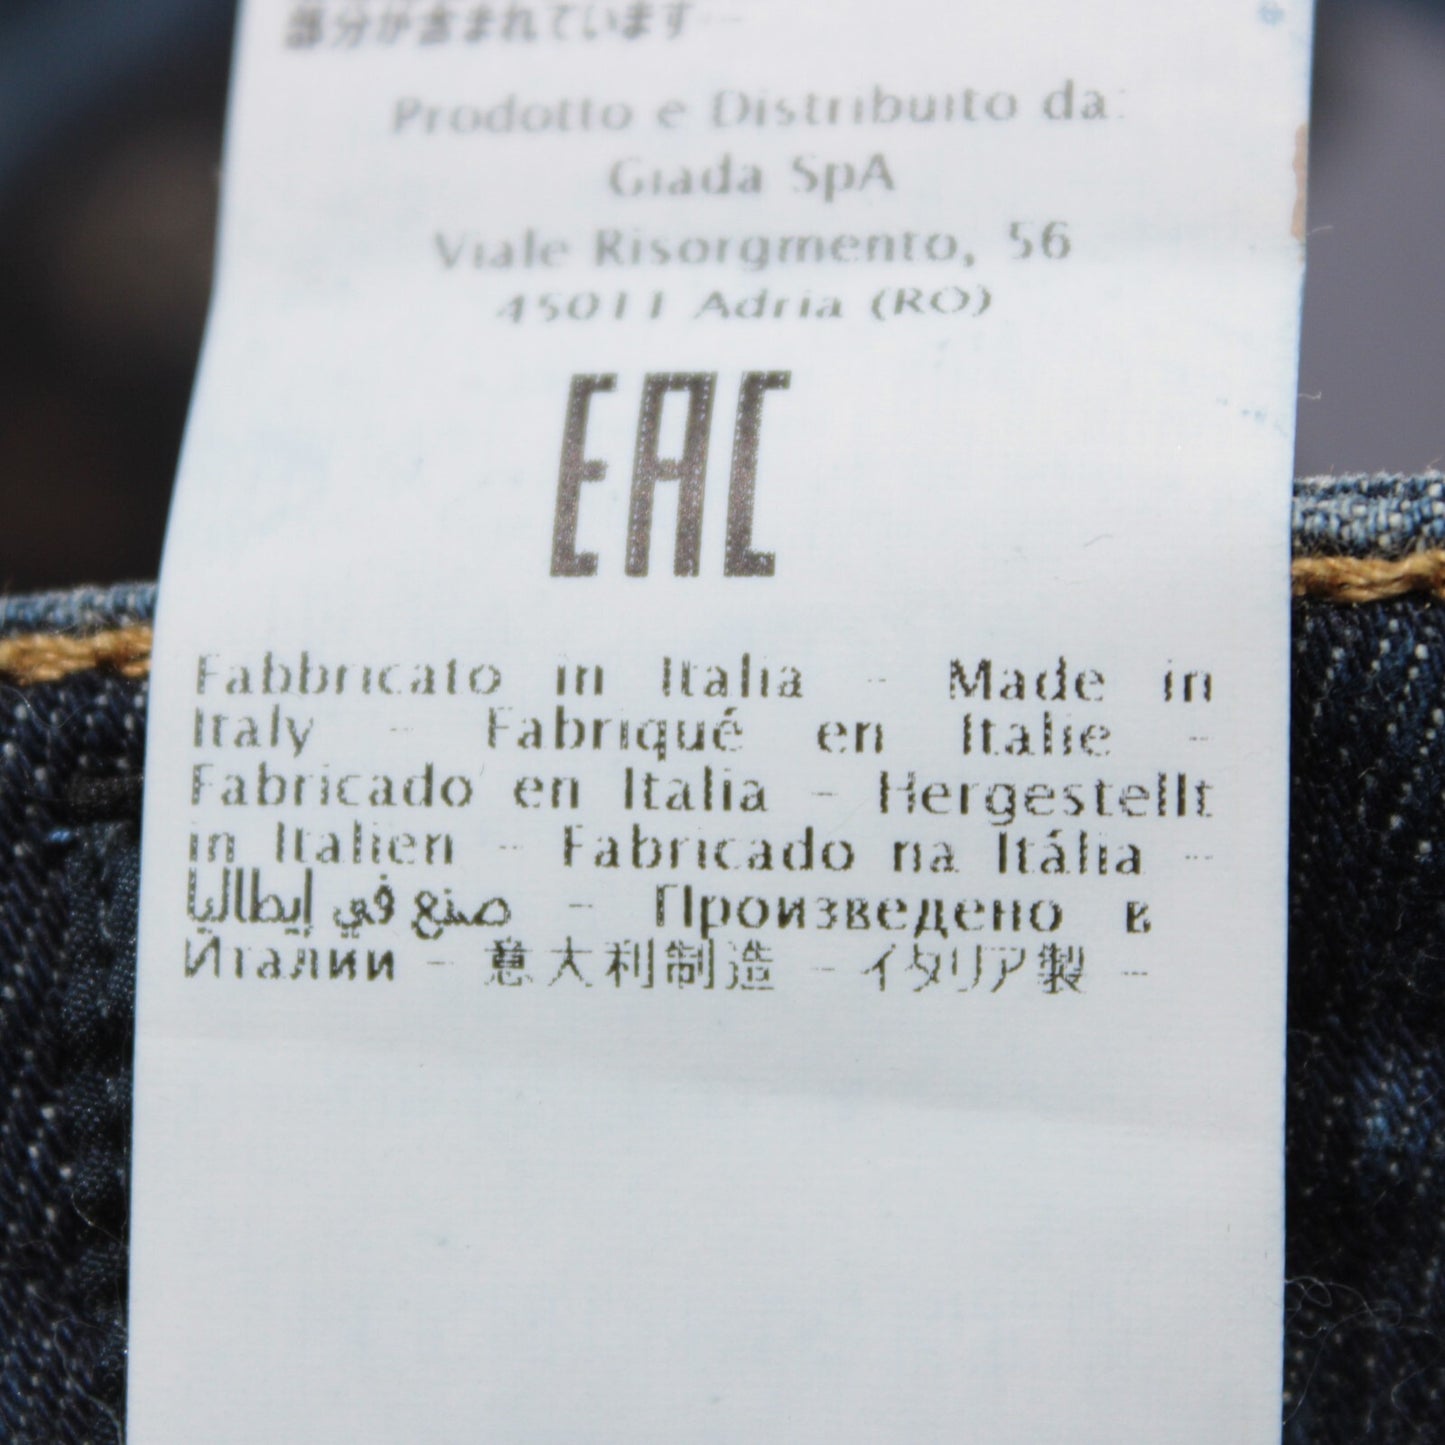 部分が含まれています
Prodotto e Distribuito da:
Giada SpA
Viale Risorgmento, 56
45011 Adria (RO)
EAC
Fabbricato in Italia - Made in
Italy - Fabriqué en Italie -
Fabricado en Italia - Hergestellt
in Italien - Fabricado na Itália -
صنع في إيطاليا - Произведено в
Италии - 意大利制造 - イタリア製 -